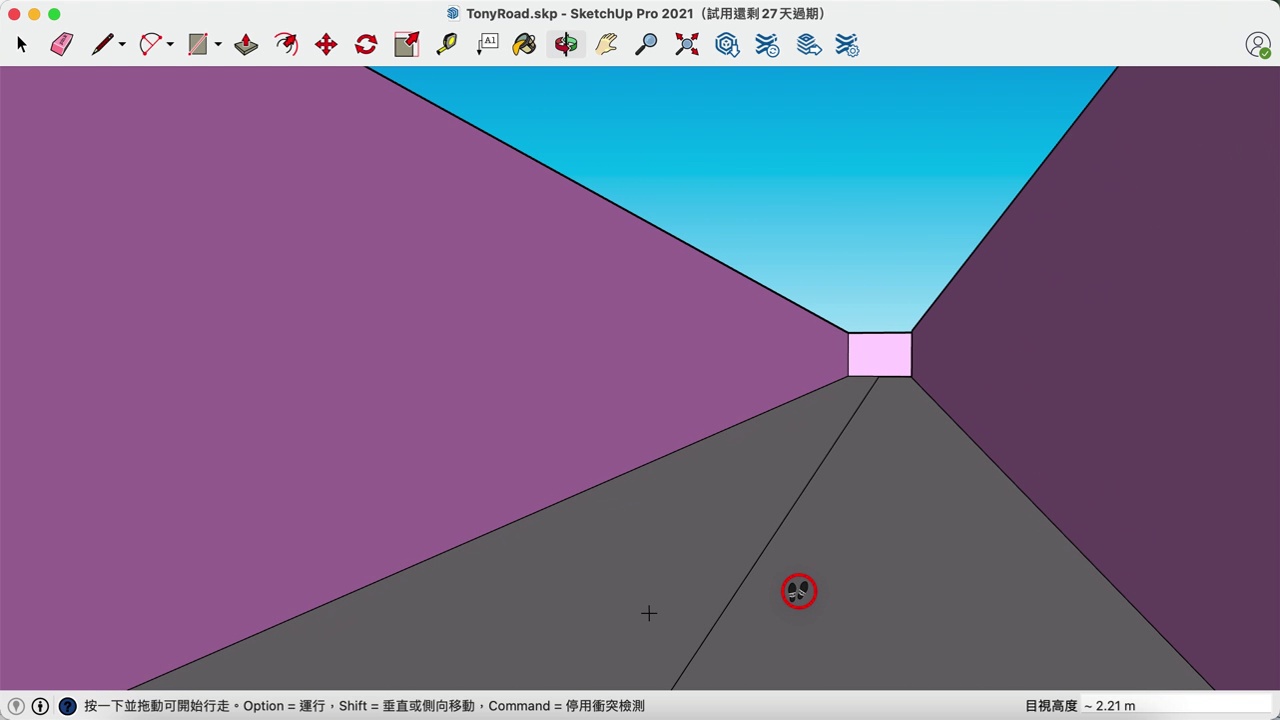 TonyRoad.skp - SketchUp Pro 2021（試用還剩 27 天過期）
A1
按一下並拖動可開始行走。Option = 運行，Shift = 垂直或側向移動，Command = 停用衝突檢測
目視高度 ~ 2.21 m